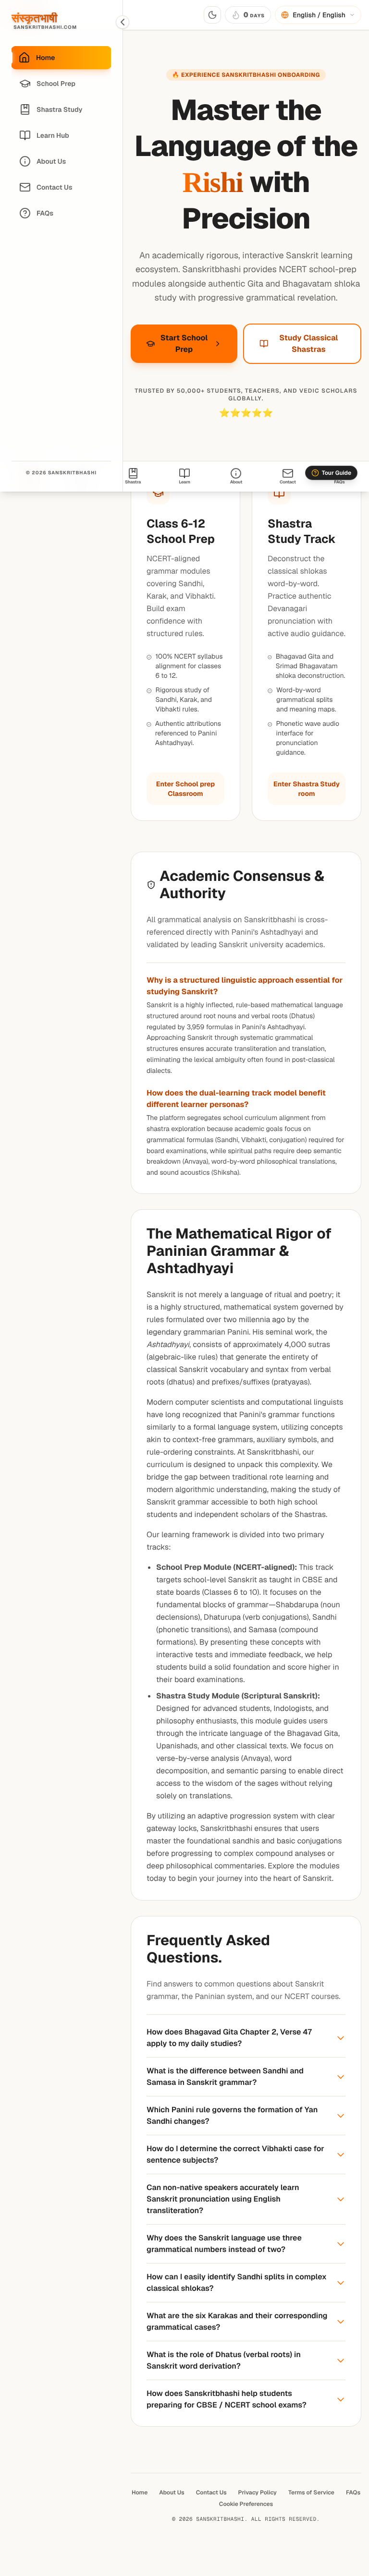 संस्कृतभाषी
SANSKRITBHASHI.COM
Home
School Prep
Shastra Study
Learn Hub
About Us
Contact Us
FAQs
© 2026 SANSKRITBHASHI
0 DAYS
English / English
🔥 EXPERIENCE SANSKRITBHASHI ONBOARDING
Master the
Language of the
Rishi with
Precision
An academically rigorous, interactive Sanskrit learning
ecosystem. Sanskritbhashi provides NCERT school-prep
modules alongside authentic Gita and Bhagavatam shloka
study with progressive grammatical revelation.
Start School
Prep
Study Classical
Shastras
TRUSTED BY 50,000+ STUDENTS, TEACHERS, AND VEDIC SCHOLARS
GLOBALLY.
⭐⭐⭐⭐⭐
Shastra
Learn
About
Contact
FAQs
Tour Guide
Class 6-12
School Prep
NCERT-aligned
grammar modules
covering Sandhi,
Karak, and Vibhakti.
Build exam
confidence with
structured rules.
100% NCERT syllabus
alignment for classes
6 to 12.
Rigorous study of
Sandhi, Karak, and
Vibhakti rules.
Authentic attributions
referenced to Panini
Ashtadhyayi.
Enter School prep
Classroom
Shastra
Study Track
Deconstruct the
classical shlokas
word-by-word.
Practice authentic
Devanagari
pronunciation with
active audio guidance.
Bhagavad Gita and
Srimad Bhagavatam
shloka deconstruction.
Word-by-word
grammatical splits
and meaning maps.
Phonetic wave audio
interface for
pronunciation
guidance.
Enter Shastra Study
room
Academic Consensus &
Authority
All grammatical analysis on Sanskritbhashi is cross-
referenced directly with Panini's Ashtadhyayi and
validated by leading Sanskrit university academics.
Why is a structured linguistic approach essential for
studying Sanskrit?
Sanskrit is a highly inflected, rule-based mathematical language
structured around root nouns and verbal roots (Dhatus)
regulated by 3,959 formulas in Panini's Ashtadhyayi.
Approaching Sanskrit through systematic grammatical
structures ensures accurate transliteration and translation,
eliminating the lexical ambiguity often found in post-classical
dialects.
How does the dual-learning track model benefit
different learner personas?
The platform segregates school curriculum alignment from
shastra exploration because academic goals focus on
grammatical formulas (Sandhi, Vibhakti, conjugation) required for
board examinations, while spiritual paths require deep semantic
breakdown (Anvaya), word-by-word philosophical translations,
and sound acoustics (Shiksha).
The Mathematical Rigor of
Paninian Grammar &
Ashtadhyayi
Sanskrit is not merely a language of ritual and poetry; it
is a highly structured, mathematical system governed by
rules formulated over two millennia ago by the
legendary grammarian Panini. His seminal work, the
Ashtadhyayi, consists of approximately 4,000 sutras
(algebraic-like rules) that generate the entirety of
classical Sanskrit vocabulary and syntax from verbal
roots (dhatus) and prefixes/suffixes (pratyayas).
Modern computer scientists and computational linguists
have long recognized that Panini's grammar functions
similarly to a formal language system, utilizing concepts
akin to context-free grammars, auxiliary symbols, and
rule-ordering constraints. At Sanskritbhashi, our
curriculum is designed to unpack this complexity. We
bridge the gap between traditional rote learning and
modern algorithmic understanding, making the study of
Sanskrit grammar accessible to both high school
students and independent scholars of the Shastras.
Our learning framework is divided into two primary
tracks:
• School Prep Module (NCERT-aligned): This track
targets school-level Sanskrit as taught in CBSE and
state boards (Classes 6 to 10). It focuses on the
fundamental blocks of grammar—Shabdarupa (noun
declensions), Dhaturupa (verb conjugations), Sandhi
(phonetic transitions), and Samasa (compound
formations). By presenting these concepts with
interactive tests and immediate feedback, we help
students build a solid foundation and score higher in
their board examinations.
• Shastra Study Module (Scriptural Sanskrit):
Designed for advanced students, Indologists, and
philosophy enthusiasts, this module guides users
through the intricate language of the Bhagavad Gita,
Upanishads, and other classical texts. We focus on
verse-by-verse analysis (Anvaya), word
decomposition, and semantic parsing to enable direct
access to the wisdom of the sages without relying
solely on translations.
By utilizing an adaptive progression system with clear
gateway locks, Sanskritbhashi ensures that users
master the foundational sandhis and basic conjugations
before progressing to complex compound analyses or
deep philosophical commentaries. Explore the modules
today to begin your journey into the heart of Sanskrit.
Frequently Asked
Questions.
Find answers to common questions about Sanskrit
grammar, the Paninian system, and our NCERT courses.
How does Bhagavad Gita Chapter 2, Verse 47
apply to my daily studies?
What is the difference between Sandhi and
Samasa in Sanskrit grammar?
Which Panini rule governs the formation of Yan
Sandhi changes?
How do I determine the correct Vibhakti case for
sentence subjects?
Can non-native speakers accurately learn
Sanskrit pronunciation using English
transliteration?
Why does the Sanskrit language use three
grammatical numbers instead of two?
How can I easily identify Sandhi splits in complex
classical shlokas?
What are the six Karakas and their corresponding
grammatical cases?
What is the role of Dhatus (verbal roots) in
Sanskrit word derivation?
How does Sanskritbhashi help students
preparing for CBSE / NCERT school exams?
Home
About Us
Contact Us
Privacy Policy
Terms of Service
FAQs
Cookie Preferences
© 2026 SANSKRITBHASHI. ALL RIGHTS RESERVED.